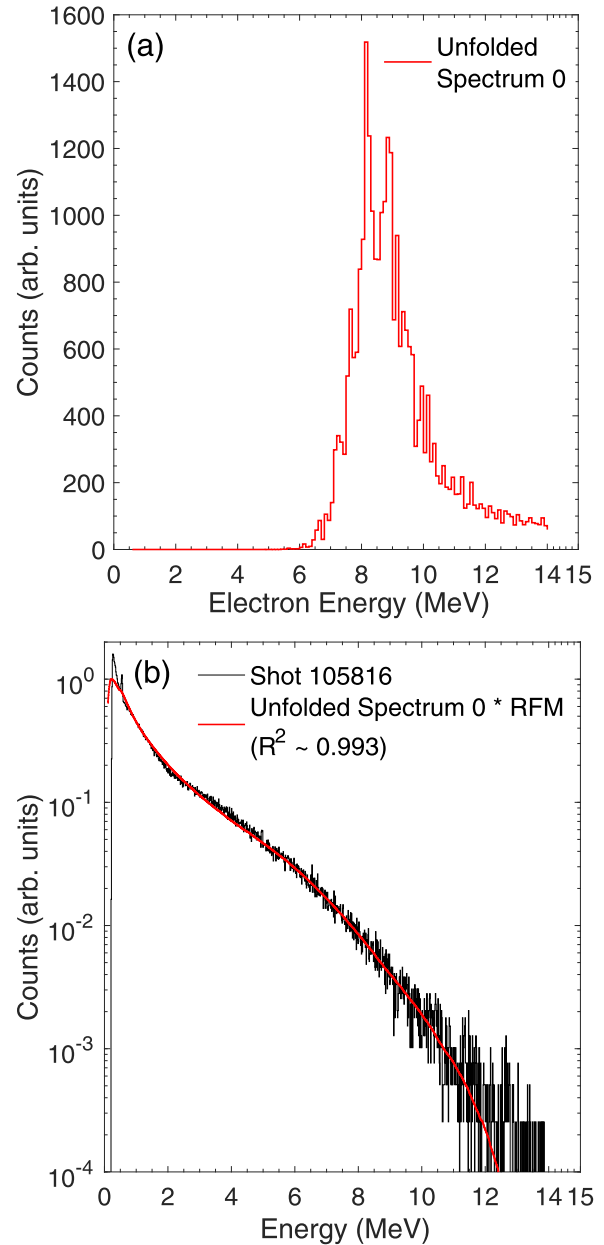 (a)
Unfolded
Spectrum 0
Counts (arb. units)
1600
1400
1200
1000
800
600
400
200
0
0 2 4 6 8 10 12 14 15
Electron Energy (MeV)
(b)
Shot 105816
Unfolded Spectrum 0 * RFM
(R² ~ 0.993)
Counts (arb. units)
10⁰
10⁻¹
10⁻²
10⁻³
10⁻⁴
0 2 4 6 8 10 12 14 15
Energy (MeV)